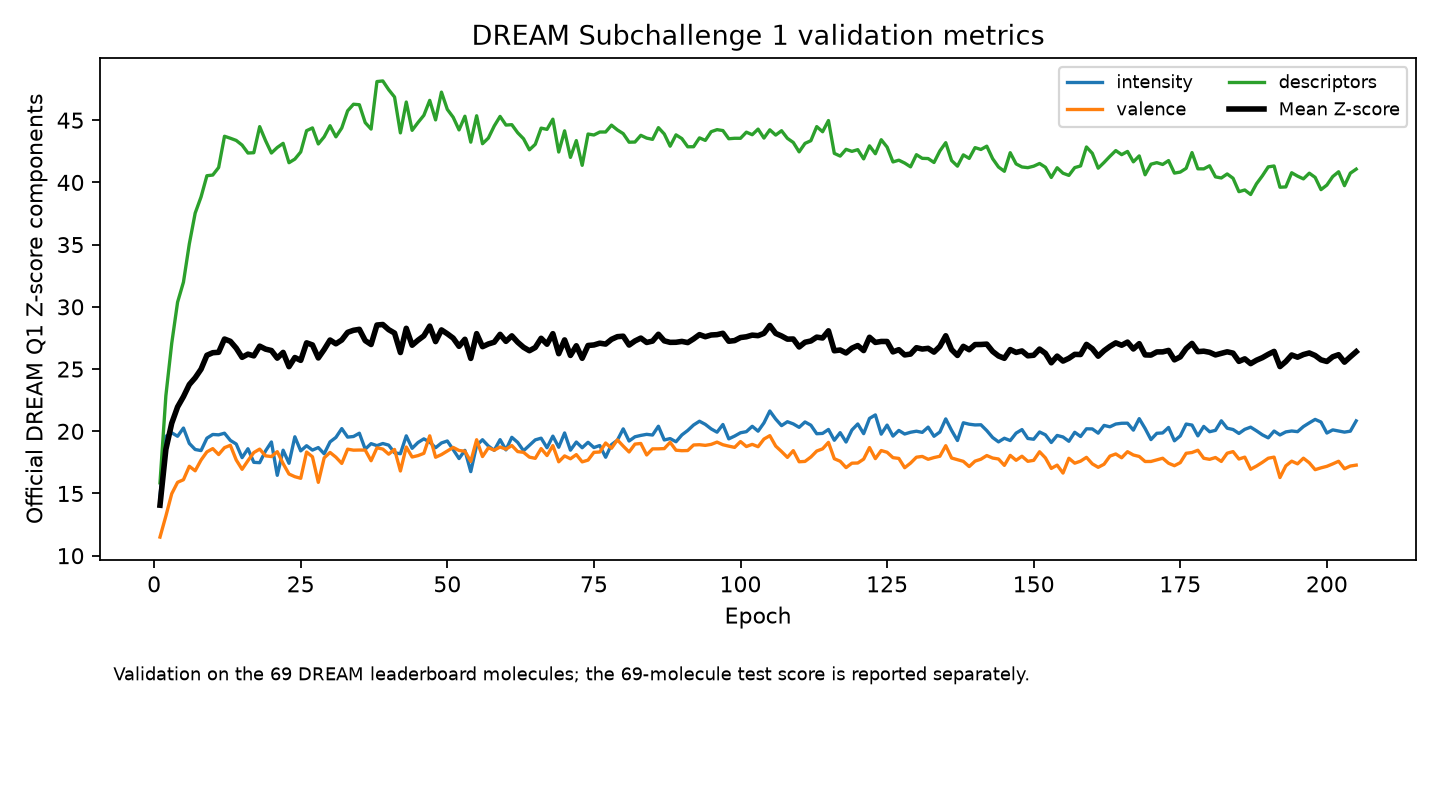 DREAM Subchallenge 1 validation metrics
intensity
valence
descriptors
Mean Z-score
Official DREAM Q1 Z-score components
45
40
35
30
25
20
15
10
0 25 50 75 100 125 150 175 200
Epoch
Validation on the 69 DREAM leaderboard molecules; the 69-molecule test score is reported separately.